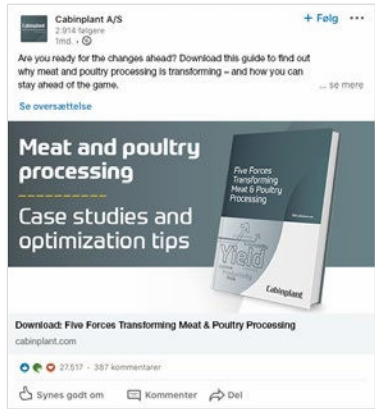 Cabinplant A/S
2.914 følgere
1md. •
+ Følg •••
Are you ready for the changes ahead? Download this guide to find out
why meat and poultry processing is transforming – and how you can
stay ahead of the game.
... se mere
Se oversættelse
Meat and poultry
processing
Case studies and
optimization tips
Five Forces
Transforming
Meat & Poultry
Processing
Yield
Cabinplant
Download: Five Forces Transforming Meat & Poultry Processing
cabinplant.com
27.517 · 387 kommentarer
Synes godt om
Kommenter
Del